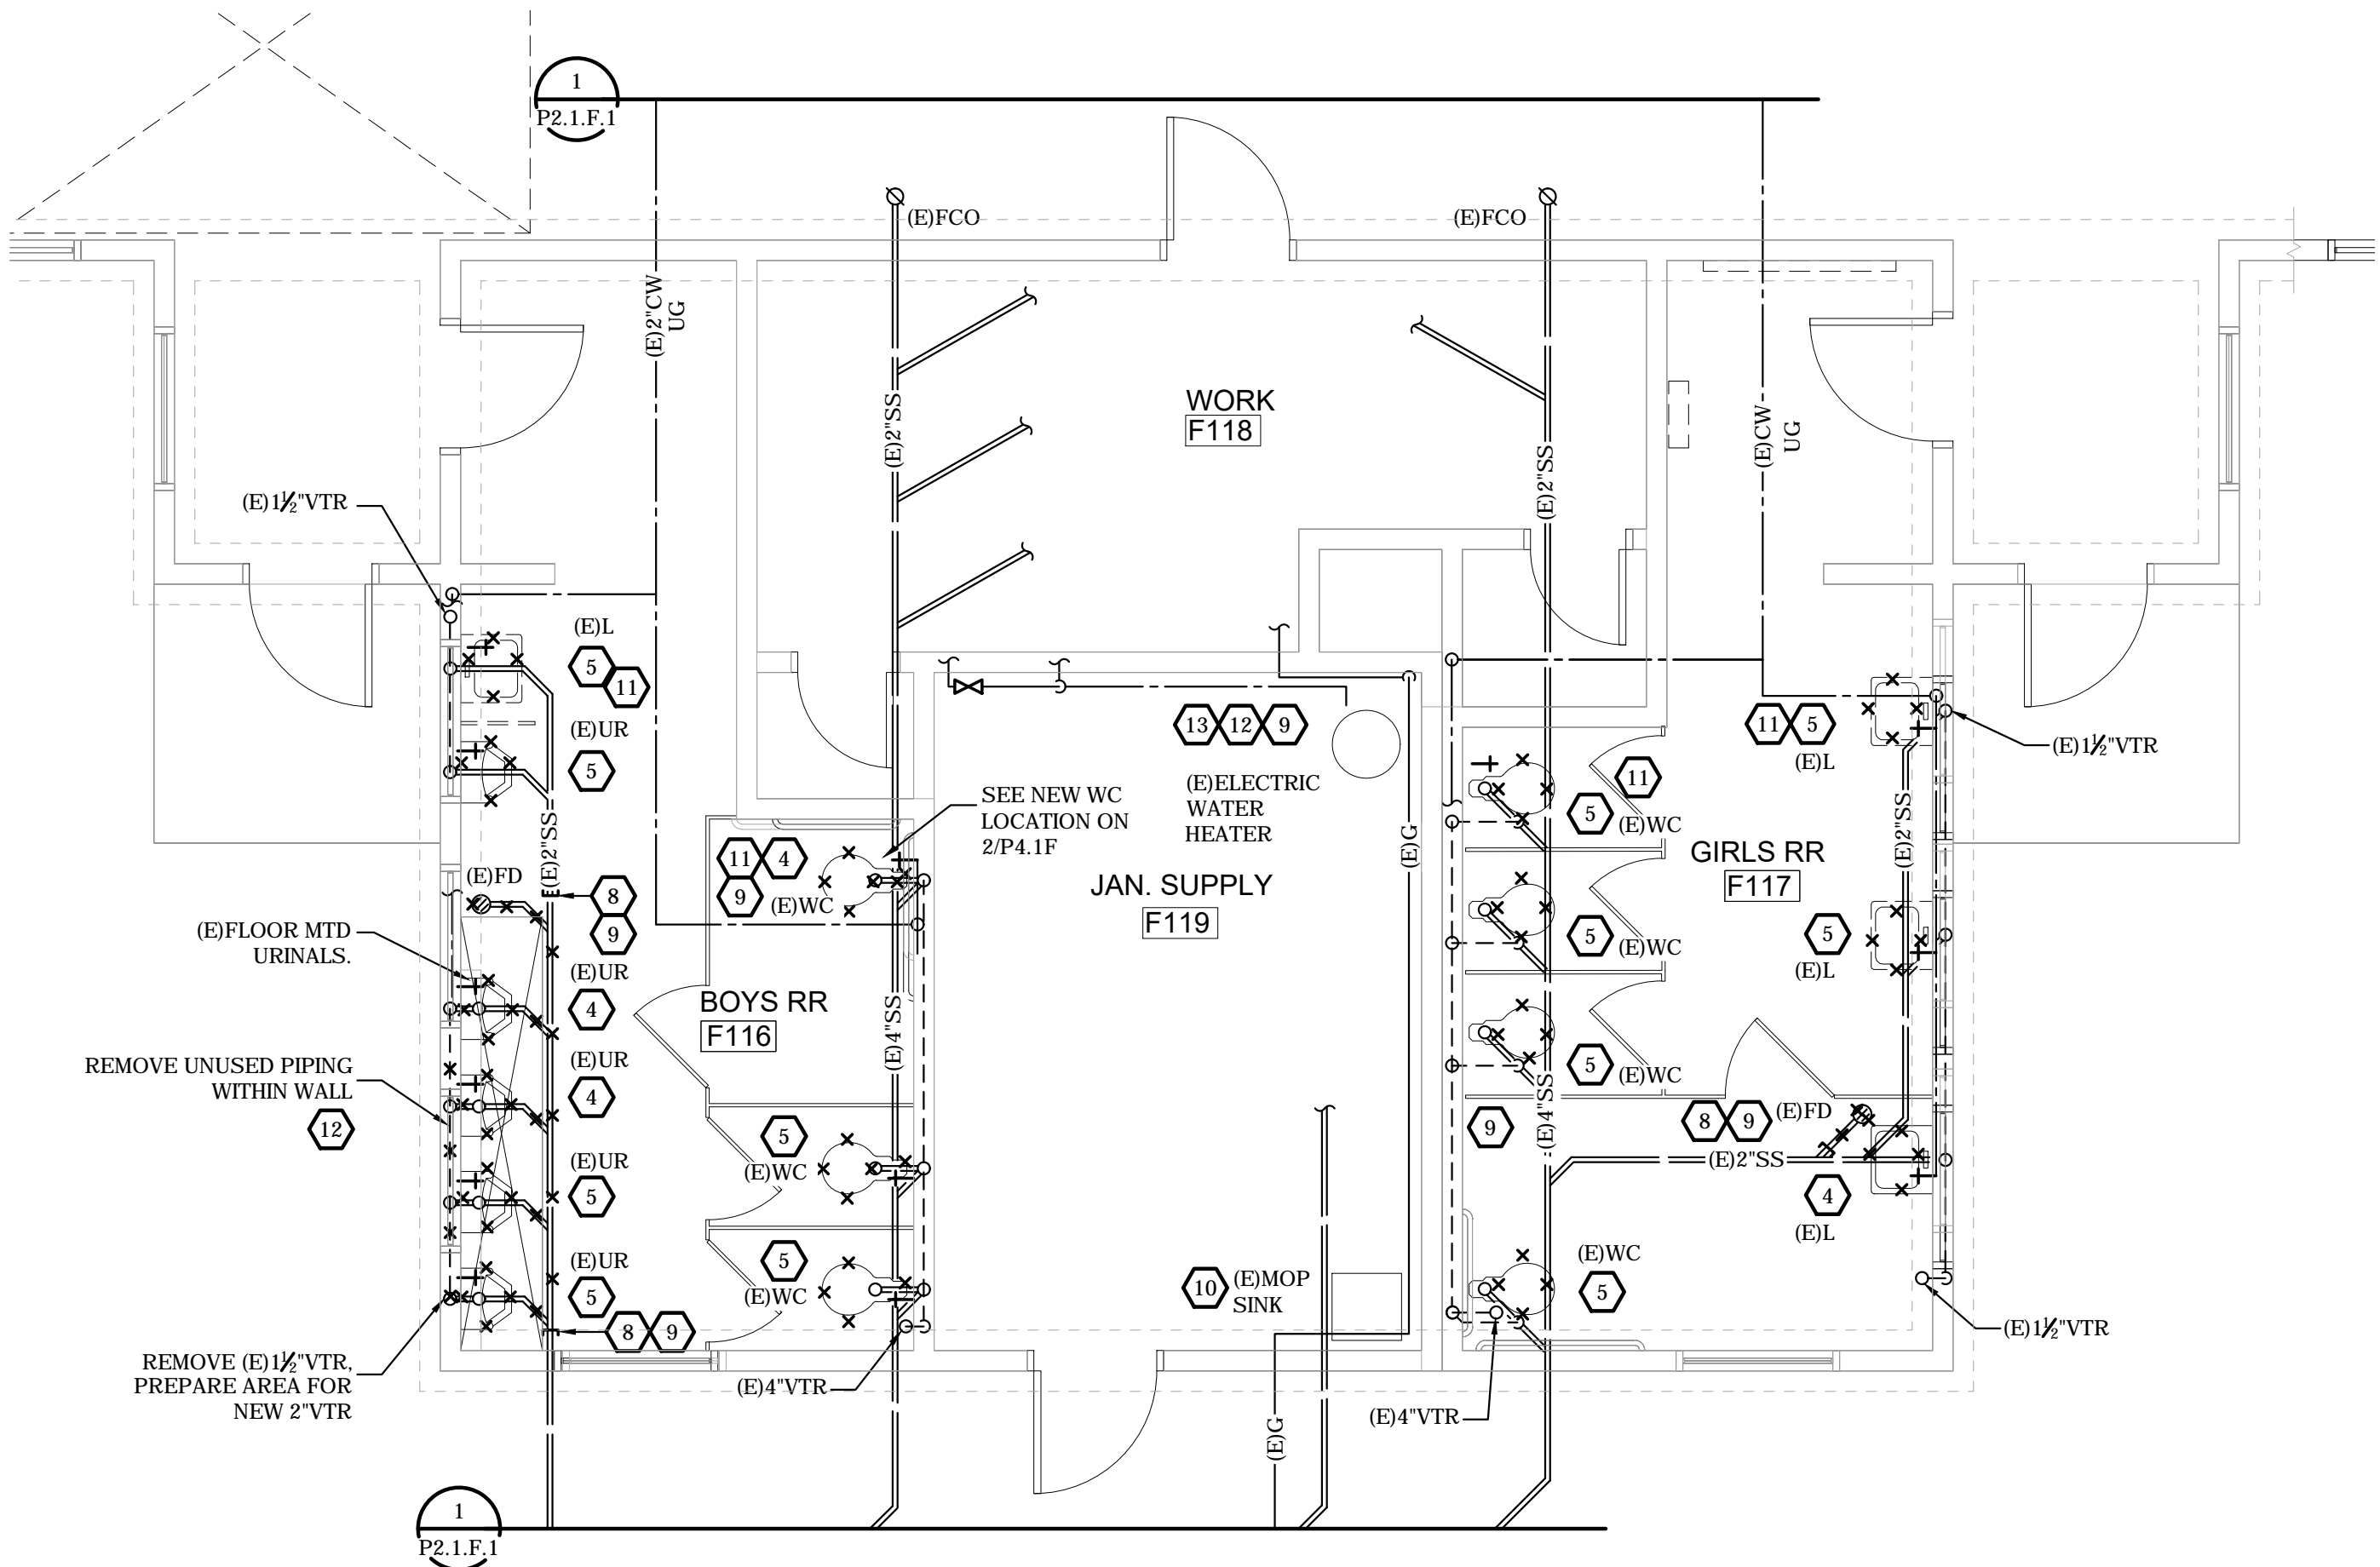 1
P2.1.F.1
(E)FCO
(E)FCO
(E)2"CW
UG
(E)CW
UG
(E)2"SS
(E)2"SS
WORK
F118
(E)1½"VTR
(E)L
5
11
(E)UR
5
(E)2"SS
SEE NEW WC
LOCATION ON
2/P4.1F
11
4
9
(E)WC
13
12
9
(E)ELECTRIC
WATER
HEATER
(E)G
JAN. SUPPLY
F119
11
5
(E)L
(E)1½"VTR
11
5
(E)WC
GIRLS RR
F117
(E)2"SS
5
(E)WC
5
(E)L
5
(E)WC
(E)FD
8
9
(E)FLOOR MTD
URINALS.
(E)UR
4
BOYS RR
F116
(E)4"SS
REMOVE UNUSED PIPING
WITHIN WALL
12
(E)UR
4
(E)UR
5
5
(E)WC
9
(E)4"SS
8
9
(E)FD
(E)2"SS
4
(E)L
(E)UR
5
5
(E)WC
10
(E)MOP
SINK
(E)WC
5
8
9
(E)1½"VTR
REMOVE (E)1½"VTR,
PREPARE AREA FOR
NEW 2"VTR
(E)4"VTR
(E)4"VTR
(E)G
1
P2.1.F.1